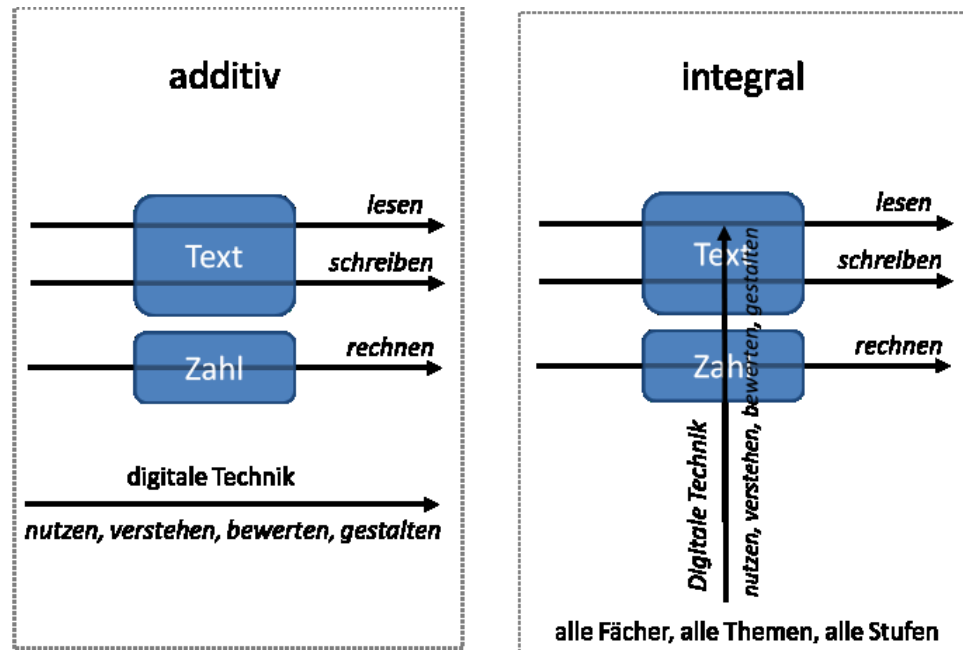 additiv
lesen
Text
schreiben
Zahl
rechnen
digitale Technik
nutzen, verstehen, bewerten, gestalten
integral
lesen
Text
schreiben
Zahl
rechnen
Digitale Technik
nutzen, verstehen, bewerten, gestalten
alle Fächer, alle Themen, alle Stufen